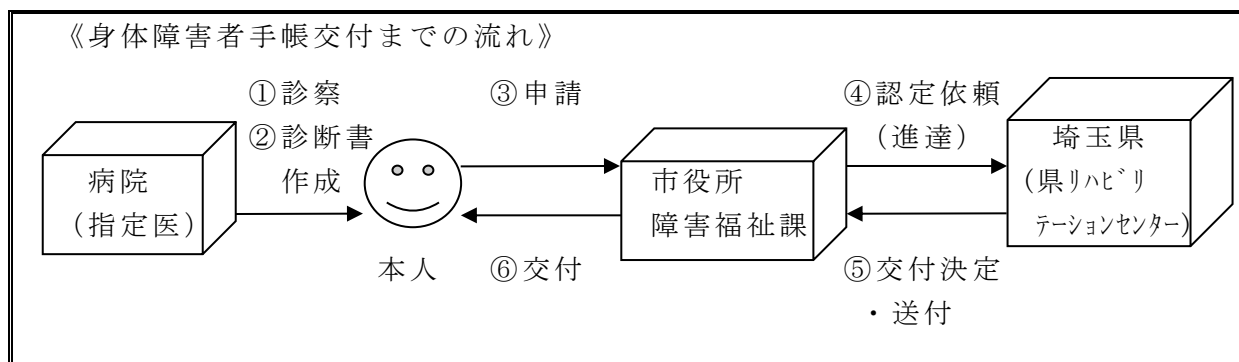 《身体障害者手帳交付までの流れ》
①診察
②診断書
作成
③申請
④認定依頼
(進達)
病院
(指定医)
本人
市役所
障害福祉課
埼玉県
(県ﾘﾊﾋﾞﾘ
ﾃｰｼｮﾝｾﾝﾀｰ)
⑥交付
⑤交付決定
・送付